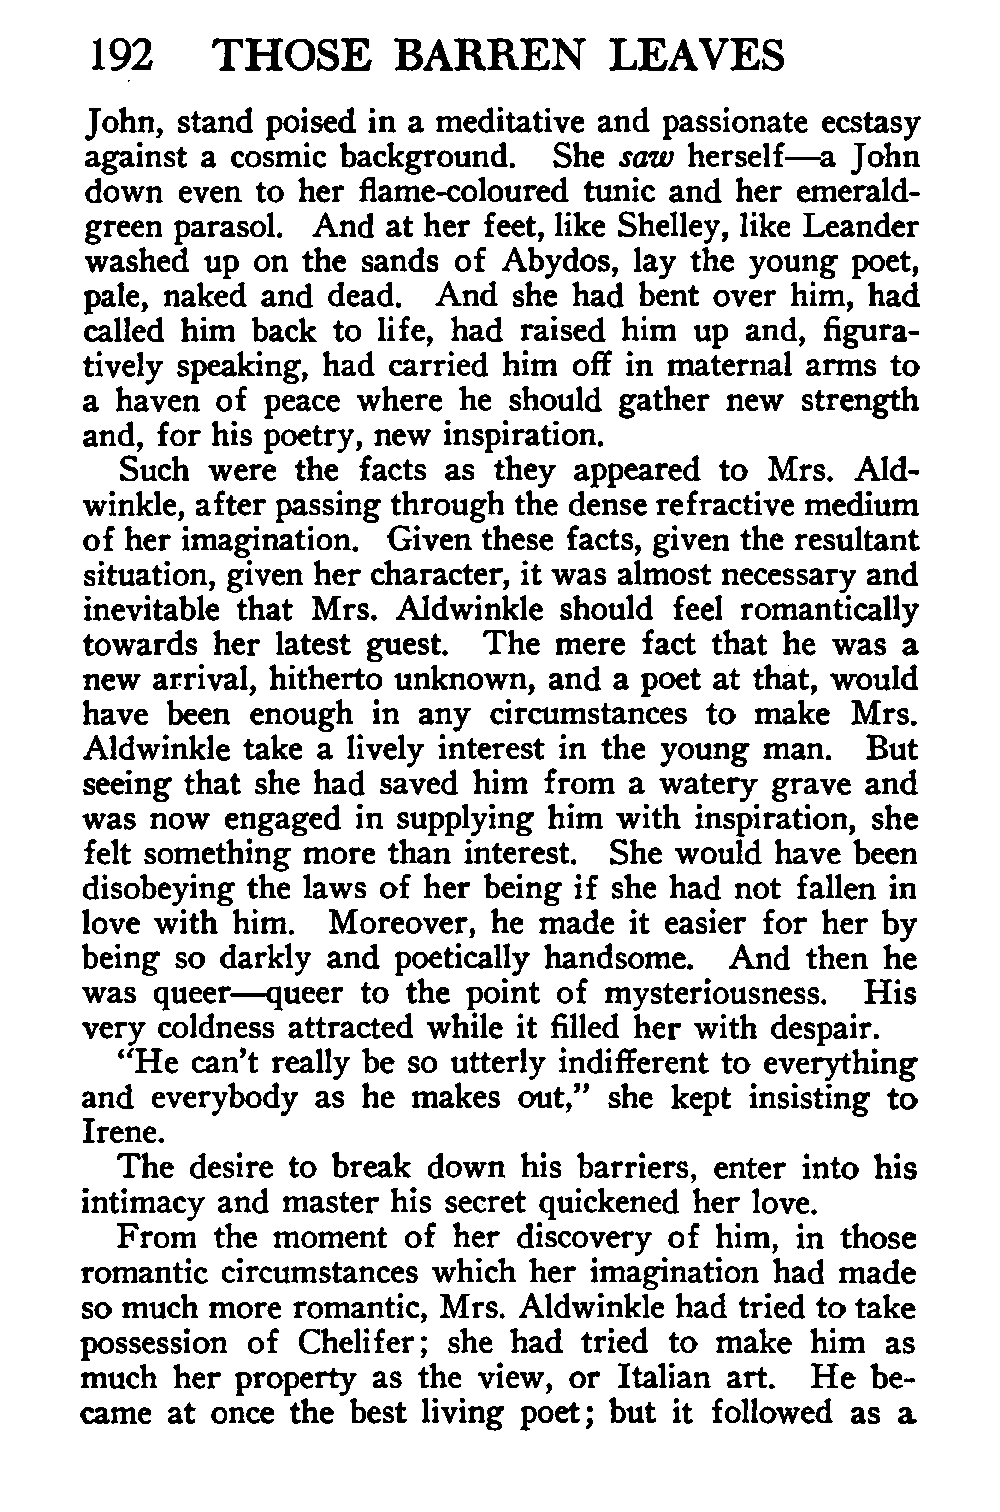 192 THOSE BARREN LEAVES
John, stand poised in a meditative and passionate ecstasy
against a cosmic background. She saw herself—a John
down even to her flame-coloured tunic and her emerald-
green parasol. And at her feet, like Shelley, like Leander
washed up on the sands of Abydos, lay the young poet,
pale, naked and dead. And she had bent over him, had
called him back to life, had raised him up and, figura-
tively speaking, had carried him off in maternal arms to
a haven of peace where he should gather new strength
and, for his poetry, new inspiration.
Such were the facts as they appeared to Mrs. Ald-
winkle, after passing through the dense refractive medium
of her imagination. Given these facts, given the resultant
situation, given her character, it was almost necessary and
inevitable that Mrs. Aldwinkle should feel romantically
towards her latest guest. The mere fact that he was a
new arrival, hitherto unknown, and a poet at that, would
have been enough in any circumstances to make Mrs.
Aldwinkle take a lively interest in the young man. But
seeing that she had saved him from a watery grave and
was now engaged in supplying him with inspiration, she
felt something more than interest. She would have been
disobeying the laws of her being if she had not fallen in
love with him. Moreover, he made it easier for her by
being so darkly and poetically handsome. And then he
was queer—queer to the point of mysteriousness. His
very coldness attracted while it filled her with despair.
“He can’t really be so utterly indifferent to everything
and everybody as he makes out,” she kept insisting to
Irene.
The desire to break down his barriers, enter into his
intimacy and master his secret quickened her love.
From the moment of her discovery of him, in those
romantic circumstances which her imagination had made
so much more romantic, Mrs. Aldwinkle had tried to take
possession of Chelifer; she had tried to make him as
much her property as the view, or Italian art. He be-
came at once the best living poet; but it followed as a